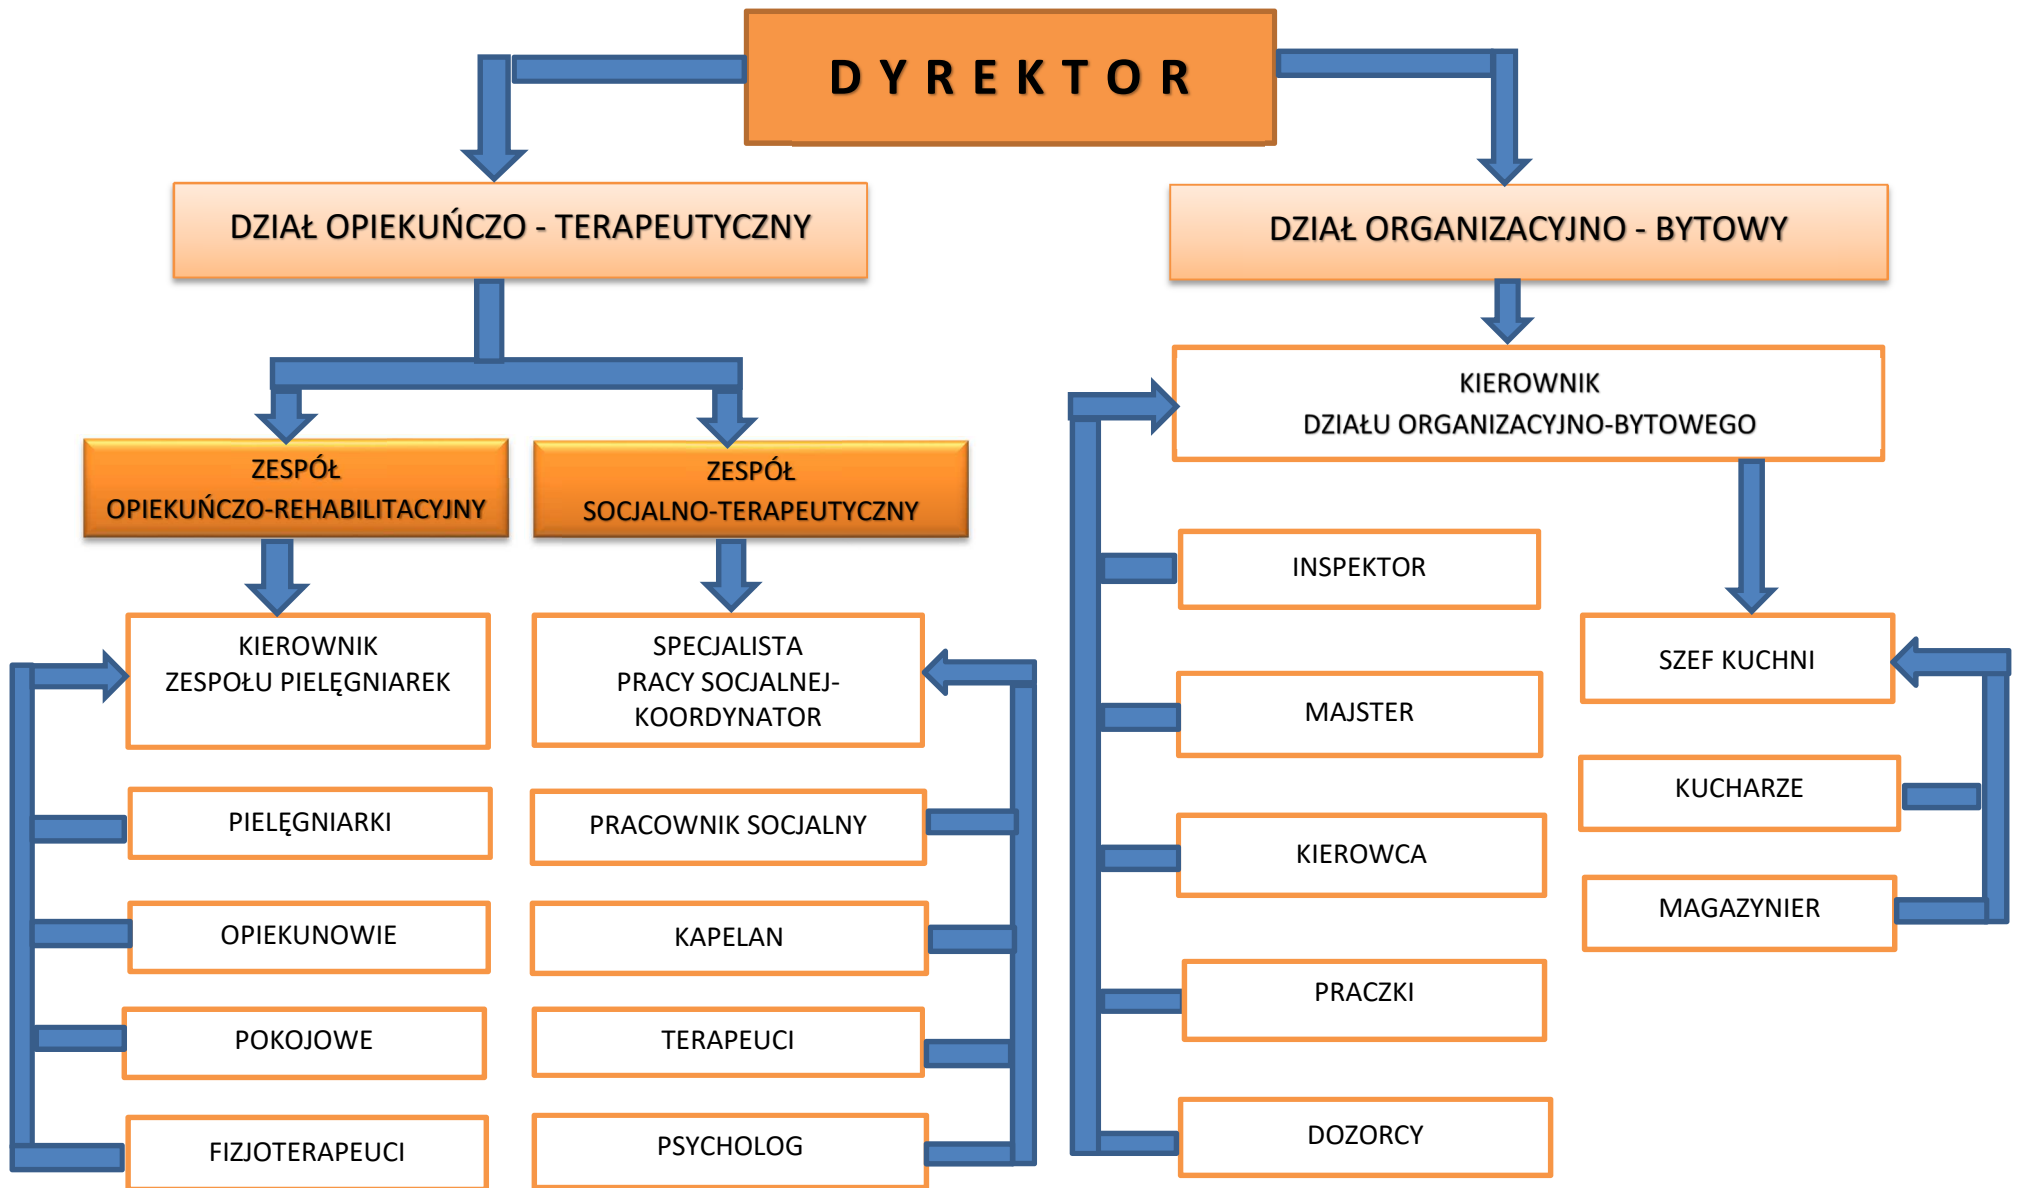 D Y R E K T O R
DZIAŁ OPIEKUŃCZO - TERAPEUTYCZNY
DZIAŁ ORGANIZACYJNO - BYTOWY
ZESPÓŁ
OPIEKUŃCZO-REHABILITACYJNY
ZESPÓŁ
SOCJALNO-TERAPEUTYCZNY
KIEROWNIK
DZIAŁU ORGANIZACYJNO-BYTOWEGO
KIEROWNIK
ZESPOŁU PIELĘGNIAREK
PIELĘGNIARKI
OPIEKUNOWIE
POKOJOWE
FIZJOTERAPEUCI
SPECJALISTA
PRACY SOCJALNEJ-
KOORDYNATOR
PRACOWNIK SOCJALNY
KAPELAN
TERAPEUCI
PSYCHOLOG
INSPEKTOR
MAJSTER
KIEROWCA
PRACZKI
DOZORCY
SZEF KUCHNI
KUCHARZE
MAGAZYNIER